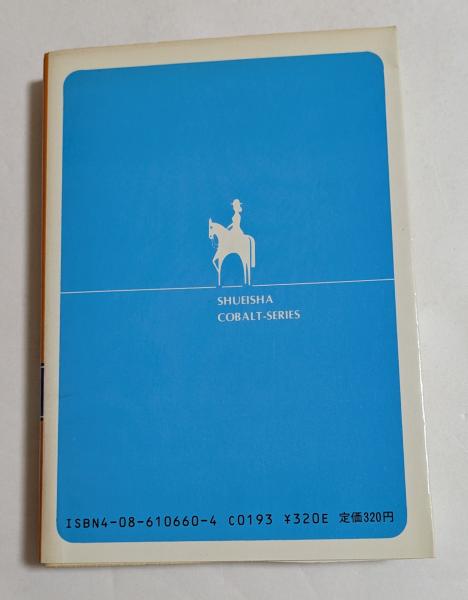 SHUEISHA
COBALT-SERIES
ISBN4-08-610660-4 C0193 ¥320E 定価320円